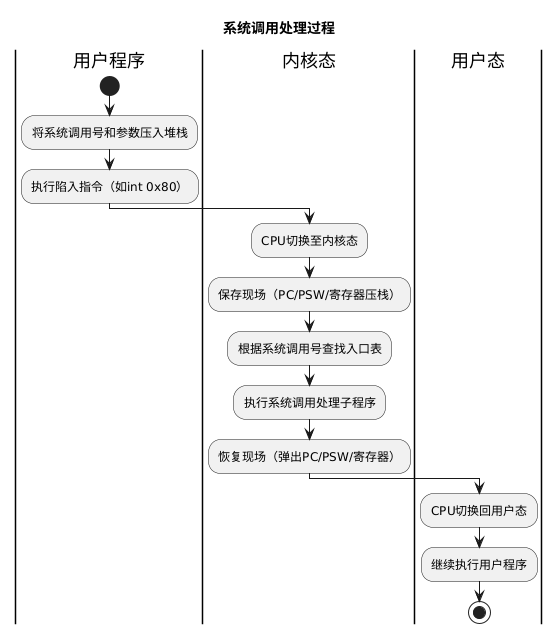 系统调用处理过程
用户程序
内核态
用户态
将系统调用号和参数压入堆栈
执行陷入指令（如int 0x80）
CPU切换至内核态
保存现场（PC/PSW/寄存器压栈）
根据系统调用号查找入口表
执行系统调用处理子程序
恢复现场（弹出PC/PSW/寄存器）
CPU切换回用户态
继续执行用户程序